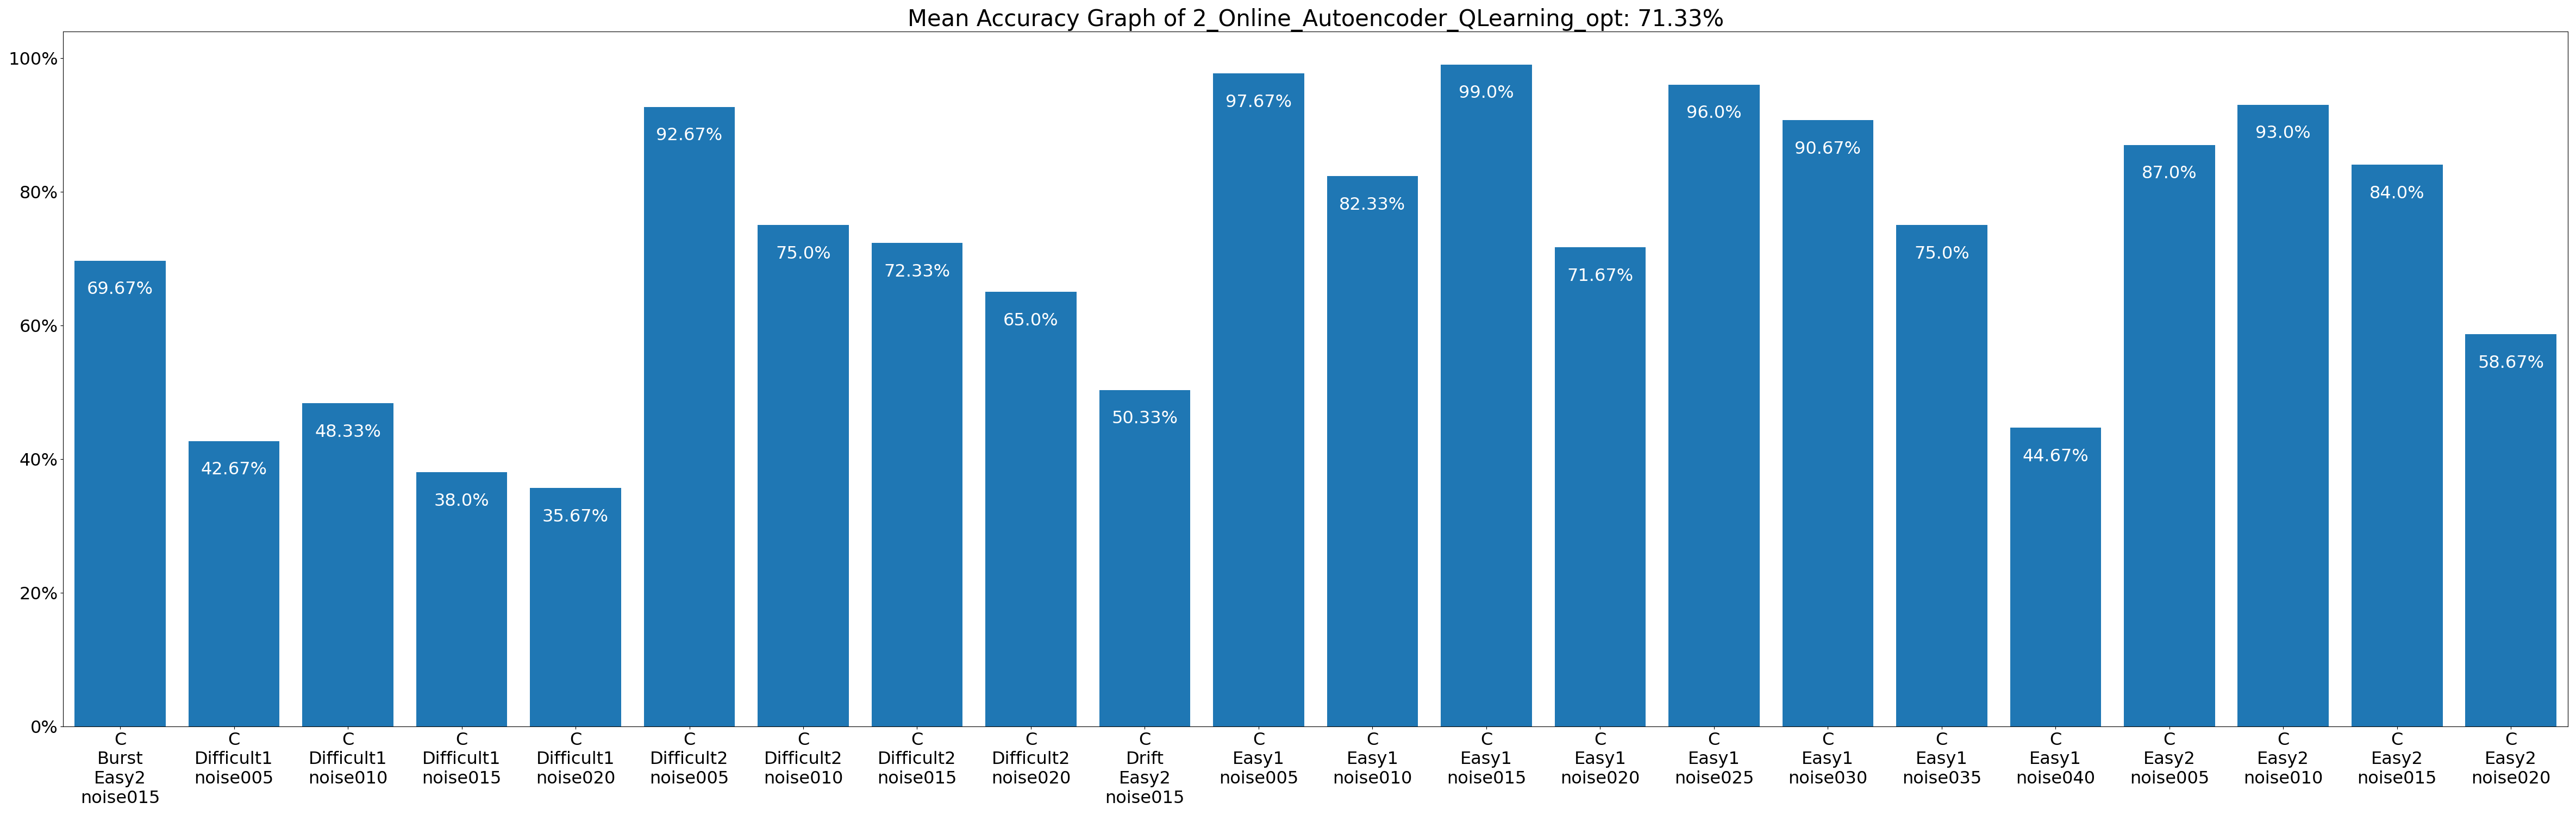 Mean Accuracy Graph of 2_Online_Autoencoder_QLearning_opt: 71.33%
100%
80%
60%
40%
20%
0%
69.67%
42.67%
48.33%
38.0%
35.67%
92.67%
75.0%
72.33%
65.0%
50.33%
97.67%
82.33%
99.0%
71.67%
96.0%
90.67%
75.0%
44.67%
87.0%
93.0%
84.0%
58.67%
C
Burst
Easy2
noise015
C
Difficult1
noise005
C
Difficult1
noise010
C
Difficult1
noise015
C
Difficult1
noise020
C
Difficult2
noise005
C
Difficult2
noise010
C
Difficult2
noise015
C
Difficult2
noise020
C
Drift
Easy2
noise015
C
Easy1
noise005
C
Easy1
noise010
C
Easy1
noise015
C
Easy1
noise020
C
Easy1
noise025
C
Easy1
noise030
C
Easy1
noise035
C
Easy1
noise040
C
Easy2
noise005
C
Easy2
noise010
C
Easy2
noise015
C
Easy2
noise020